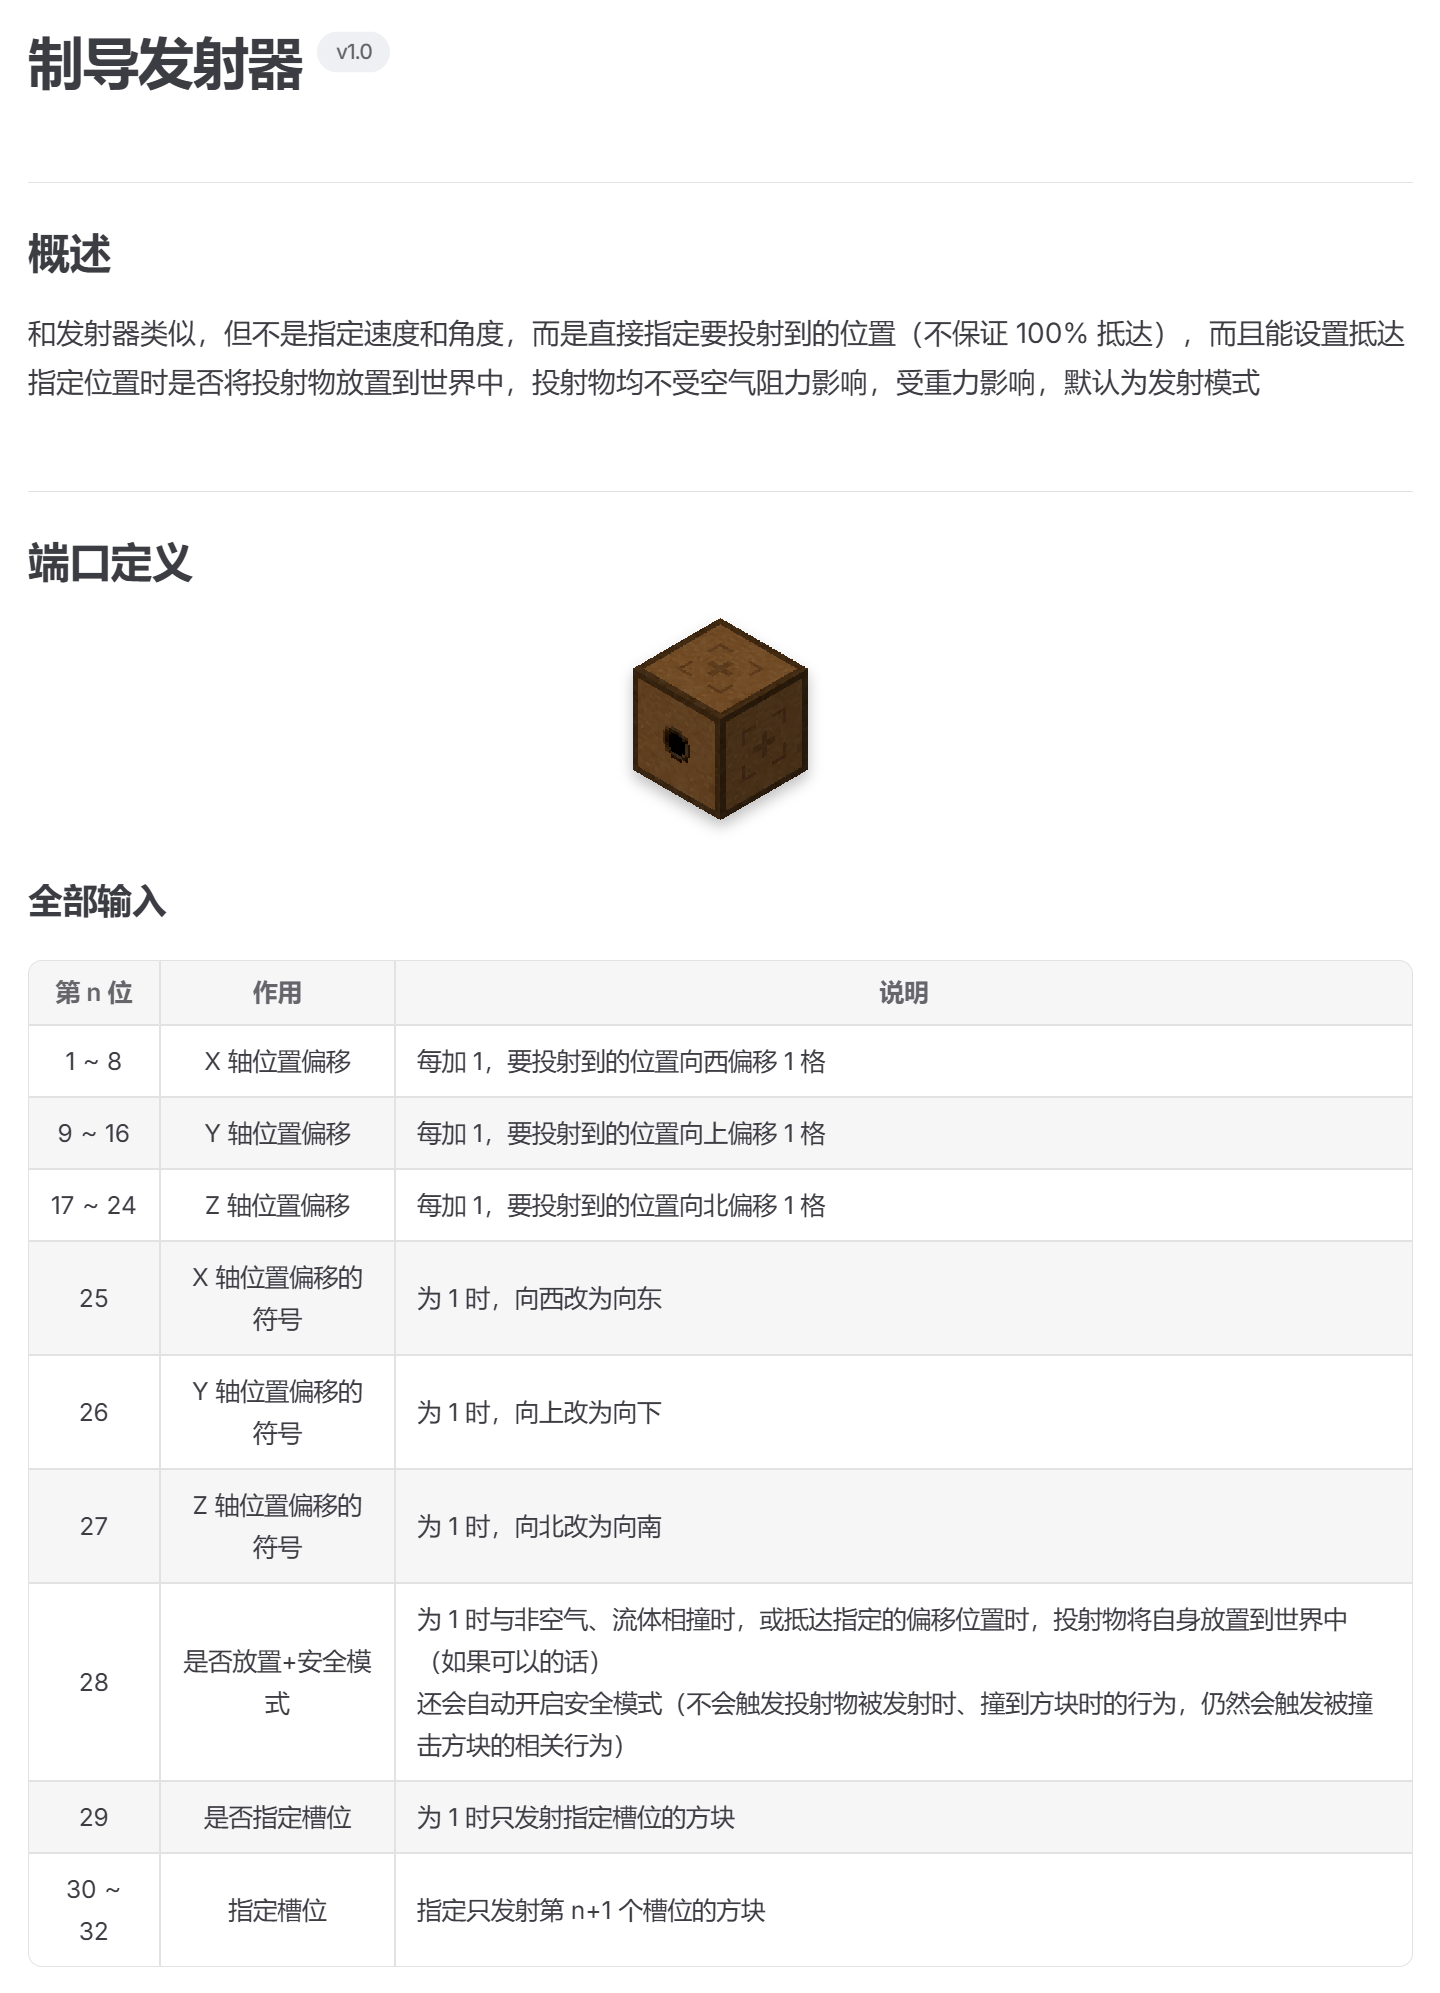 制导发射器 v1.0
概述
和发射器类似，但不是指定速度和角度，而是直接指定要投射到的位置（不保证 100% 抵达），而且能设置抵达
指定位置时是否将投射物放置到世界中，投射物均不受空气阻力影响，受重力影响，默认为发射模式
端口定义
全部输入
第 n 位 作用 说明
1 ~ 8 X 轴位置偏移 每加 1，要投射到的位置向西偏移 1 格
9 ~ 16 Y 轴位置偏移 每加 1，要投射到的位置向上偏移 1 格
17 ~ 24 Z 轴位置偏移 每加 1，要投射到的位置向北偏移 1 格
25 X 轴位置偏移的
符号 为 1 时，向西改为向东
26 Y 轴位置偏移的
符号 为 1 时，向上改为向下
27 Z 轴位置偏移的
符号 为 1 时，向北改为向南
28 是否放置+安全模
式 为 1 时与非空气、流体相撞时，或抵达指定的偏移位置时，投射物将自身放置到世界中
（如果可以的话）
还会自动开启安全模式（不会触发投射物被发射时、撞到方块时的行为，仍然会触发被撞
击方块的相关行为）
29 是否指定槽位 为 1 时只发射指定槽位的方块
30 ~
32 指定槽位 指定只发射第 n+1 个槽位的方块